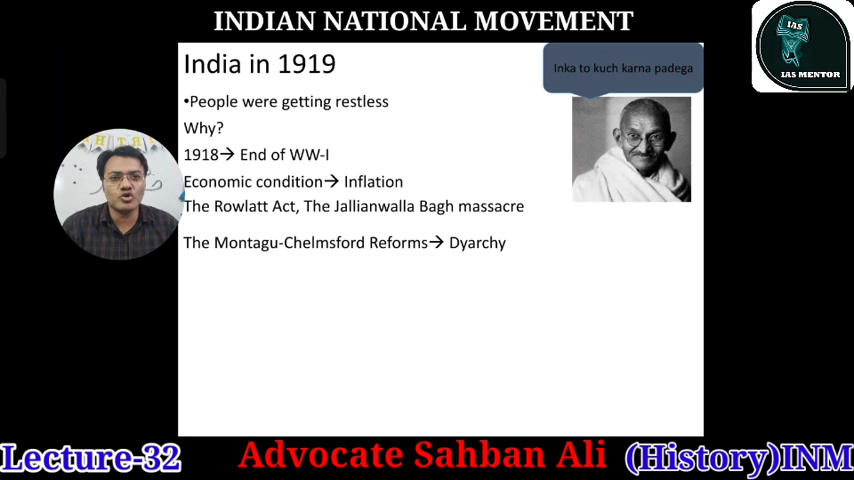 INDIAN NATIONAL MOVEMENT
IAS
IAS MENTOR
India in 1919
Inka to kuch karna padega
•People were getting restless
Why?
1918→ End of WW-I
Economic condition→ Inflation
The Rowlatt Act, The Jallianwalla Bagh massacre
The Montagu-Chelmsford Reforms→ Dyarchy
Lecture-32 Advocate Sahban Ali (History)INM